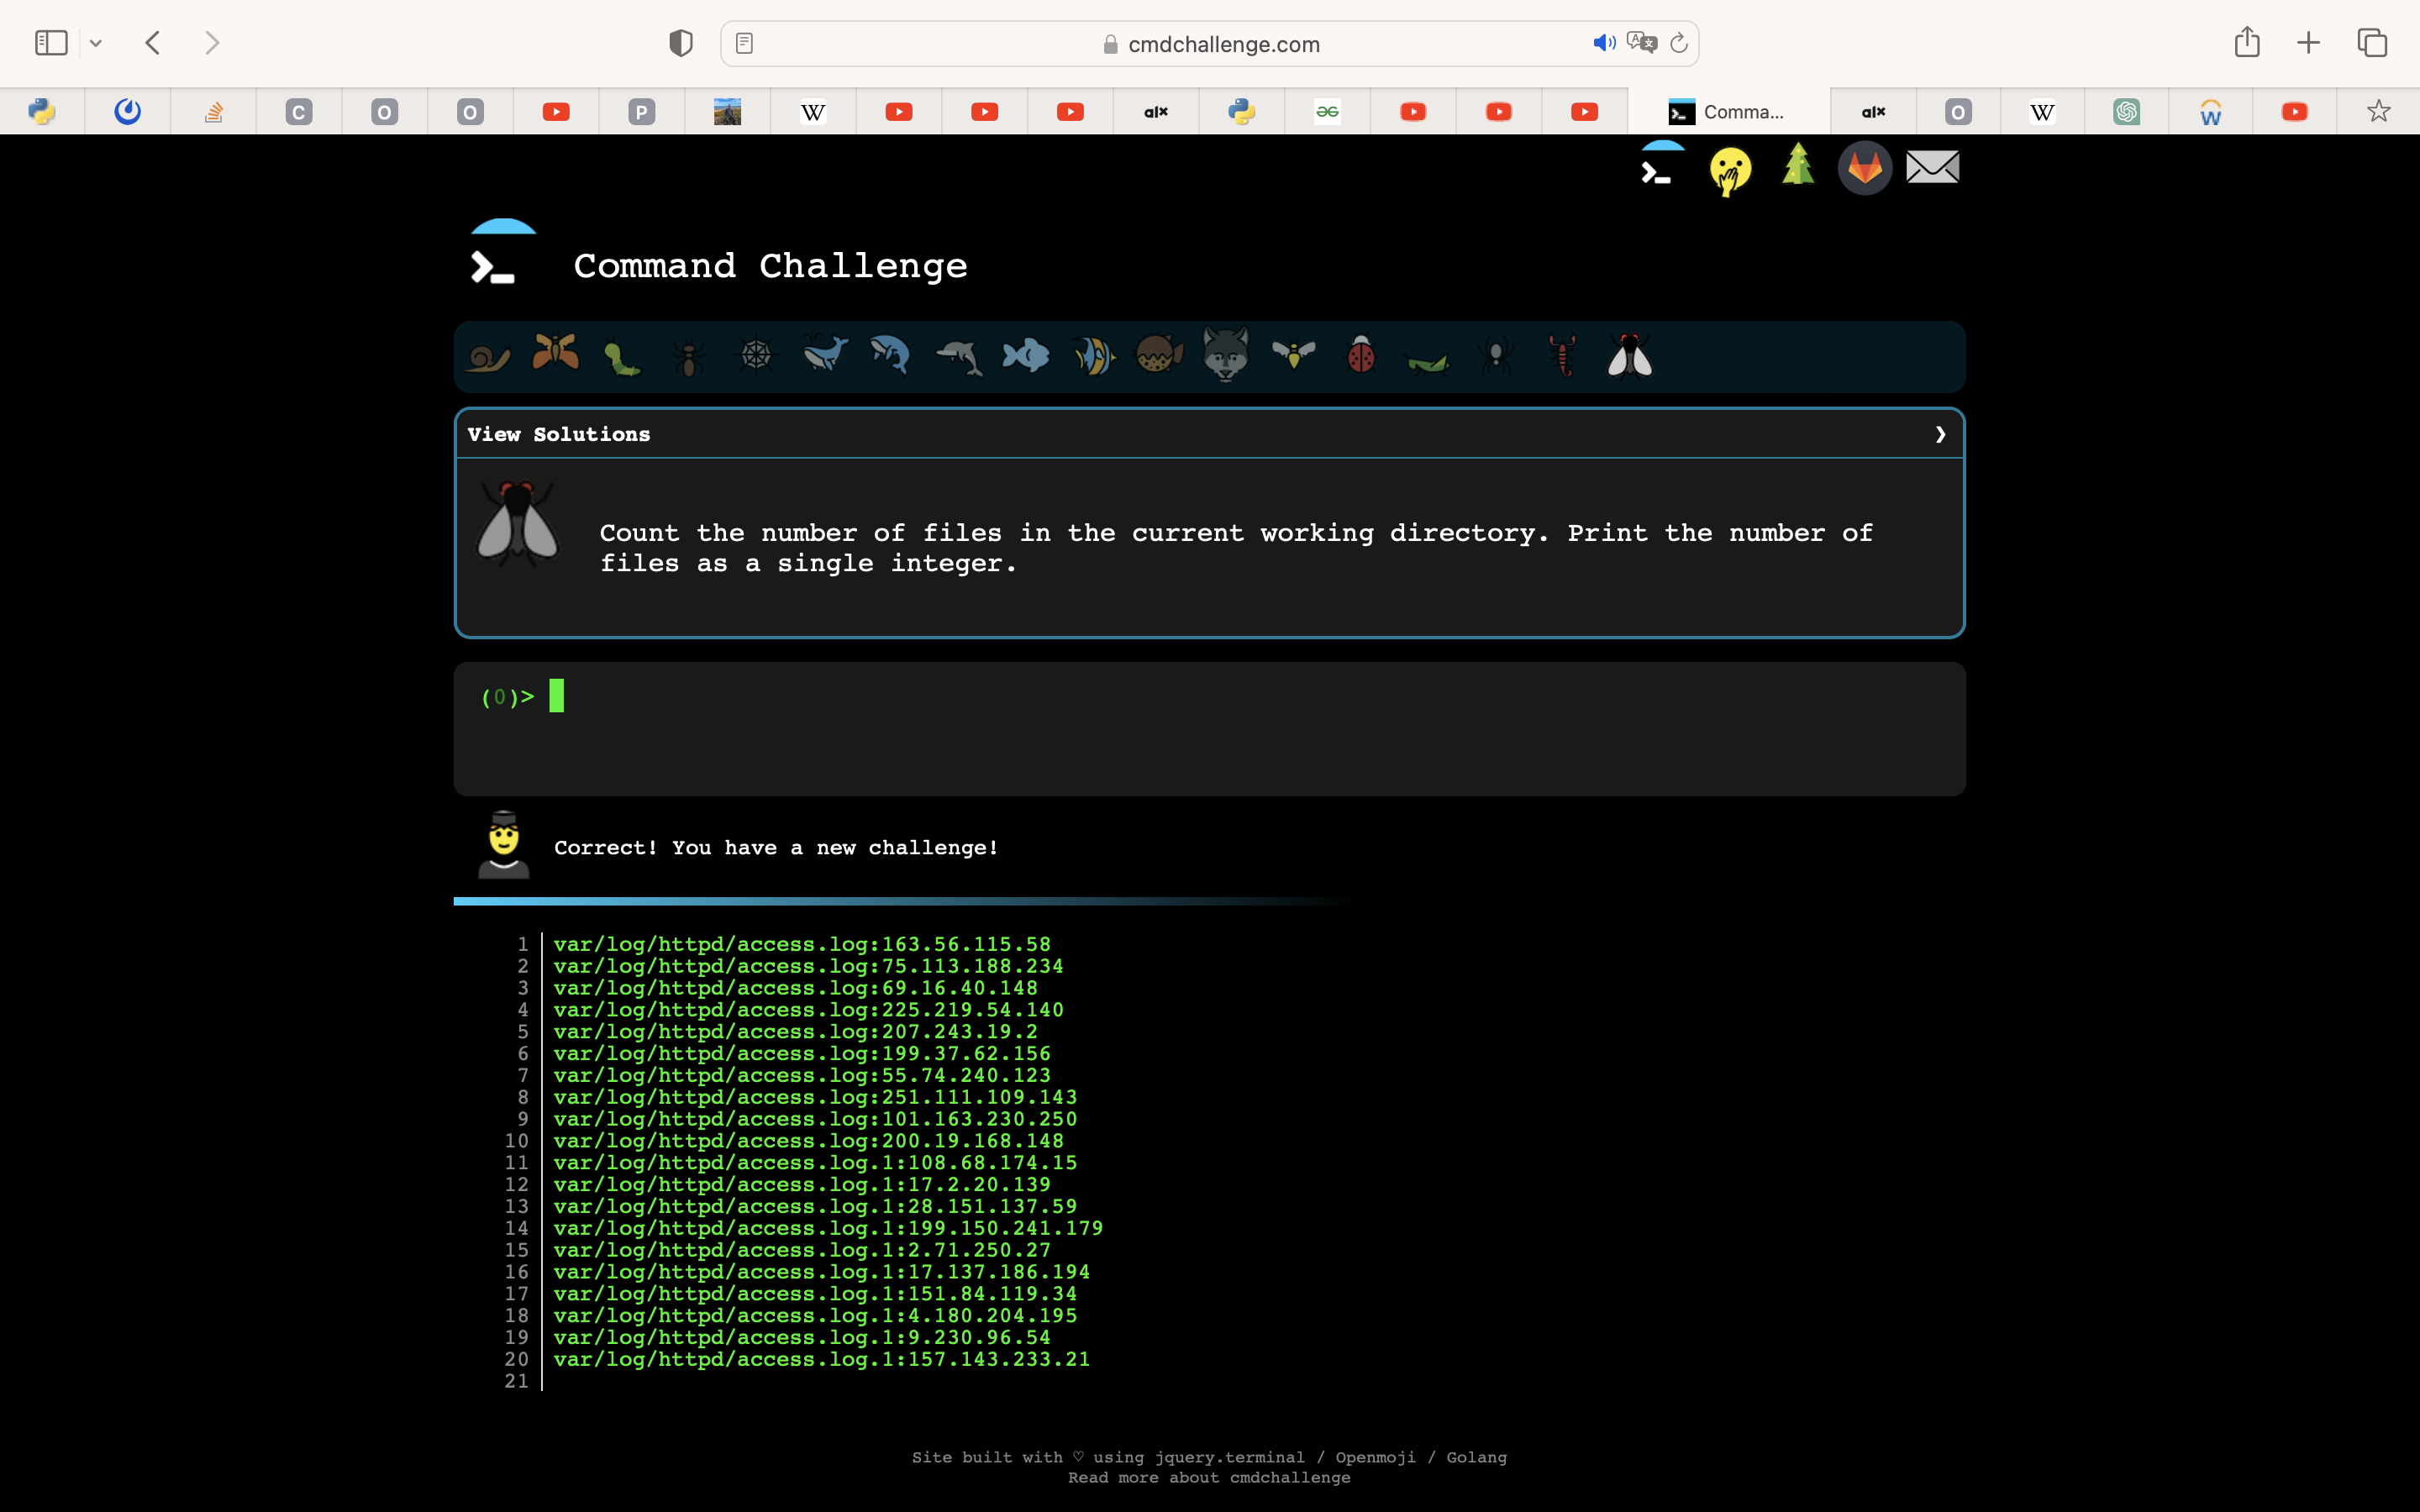 cmdchallenge.com
C
O
O
P
W
alx
Comma...
alx
O
W
W
Command Challenge
View Solutions
Count the number of files in the current working directory. Print the number of
files as a single integer.
(0)>
Correct! You have a new challenge!
1 var/log/httpd/access.log:163.56.115.58
2 var/log/httpd/access.log:75.113.188.234
3 var/log/httpd/access.log:69.16.40.148
4 var/log/httpd/access.log:225.219.54.140
5 var/log/httpd/access.log:207.243.19.2
6 var/log/httpd/access.log:199.37.62.156
7 var/log/httpd/access.log:55.74.240.123
8 var/log/httpd/access.log:251.111.109.143
9 var/log/httpd/access.log:101.163.230.250
10 var/log/httpd/access.log:200.19.168.148
11 var/log/httpd/access.log.1:108.68.174.15
12 var/log/httpd/access.log.1:17.2.20.139
13 var/log/httpd/access.log.1:28.151.137.59
14 var/log/httpd/access.log.1:199.150.241.179
15 var/log/httpd/access.log.1:2.71.250.27
16 var/log/httpd/access.log.1:17.137.186.194
17 var/log/httpd/access.log.1:151.84.119.34
18 var/log/httpd/access.log.1:4.180.204.195
19 var/log/httpd/access.log.1:9.230.96.54
20 var/log/httpd/access.log.1:157.143.233.21
21
Site built with ♡ using jquery.terminal / Openmoji / Golang
Read more about cmdchallenge